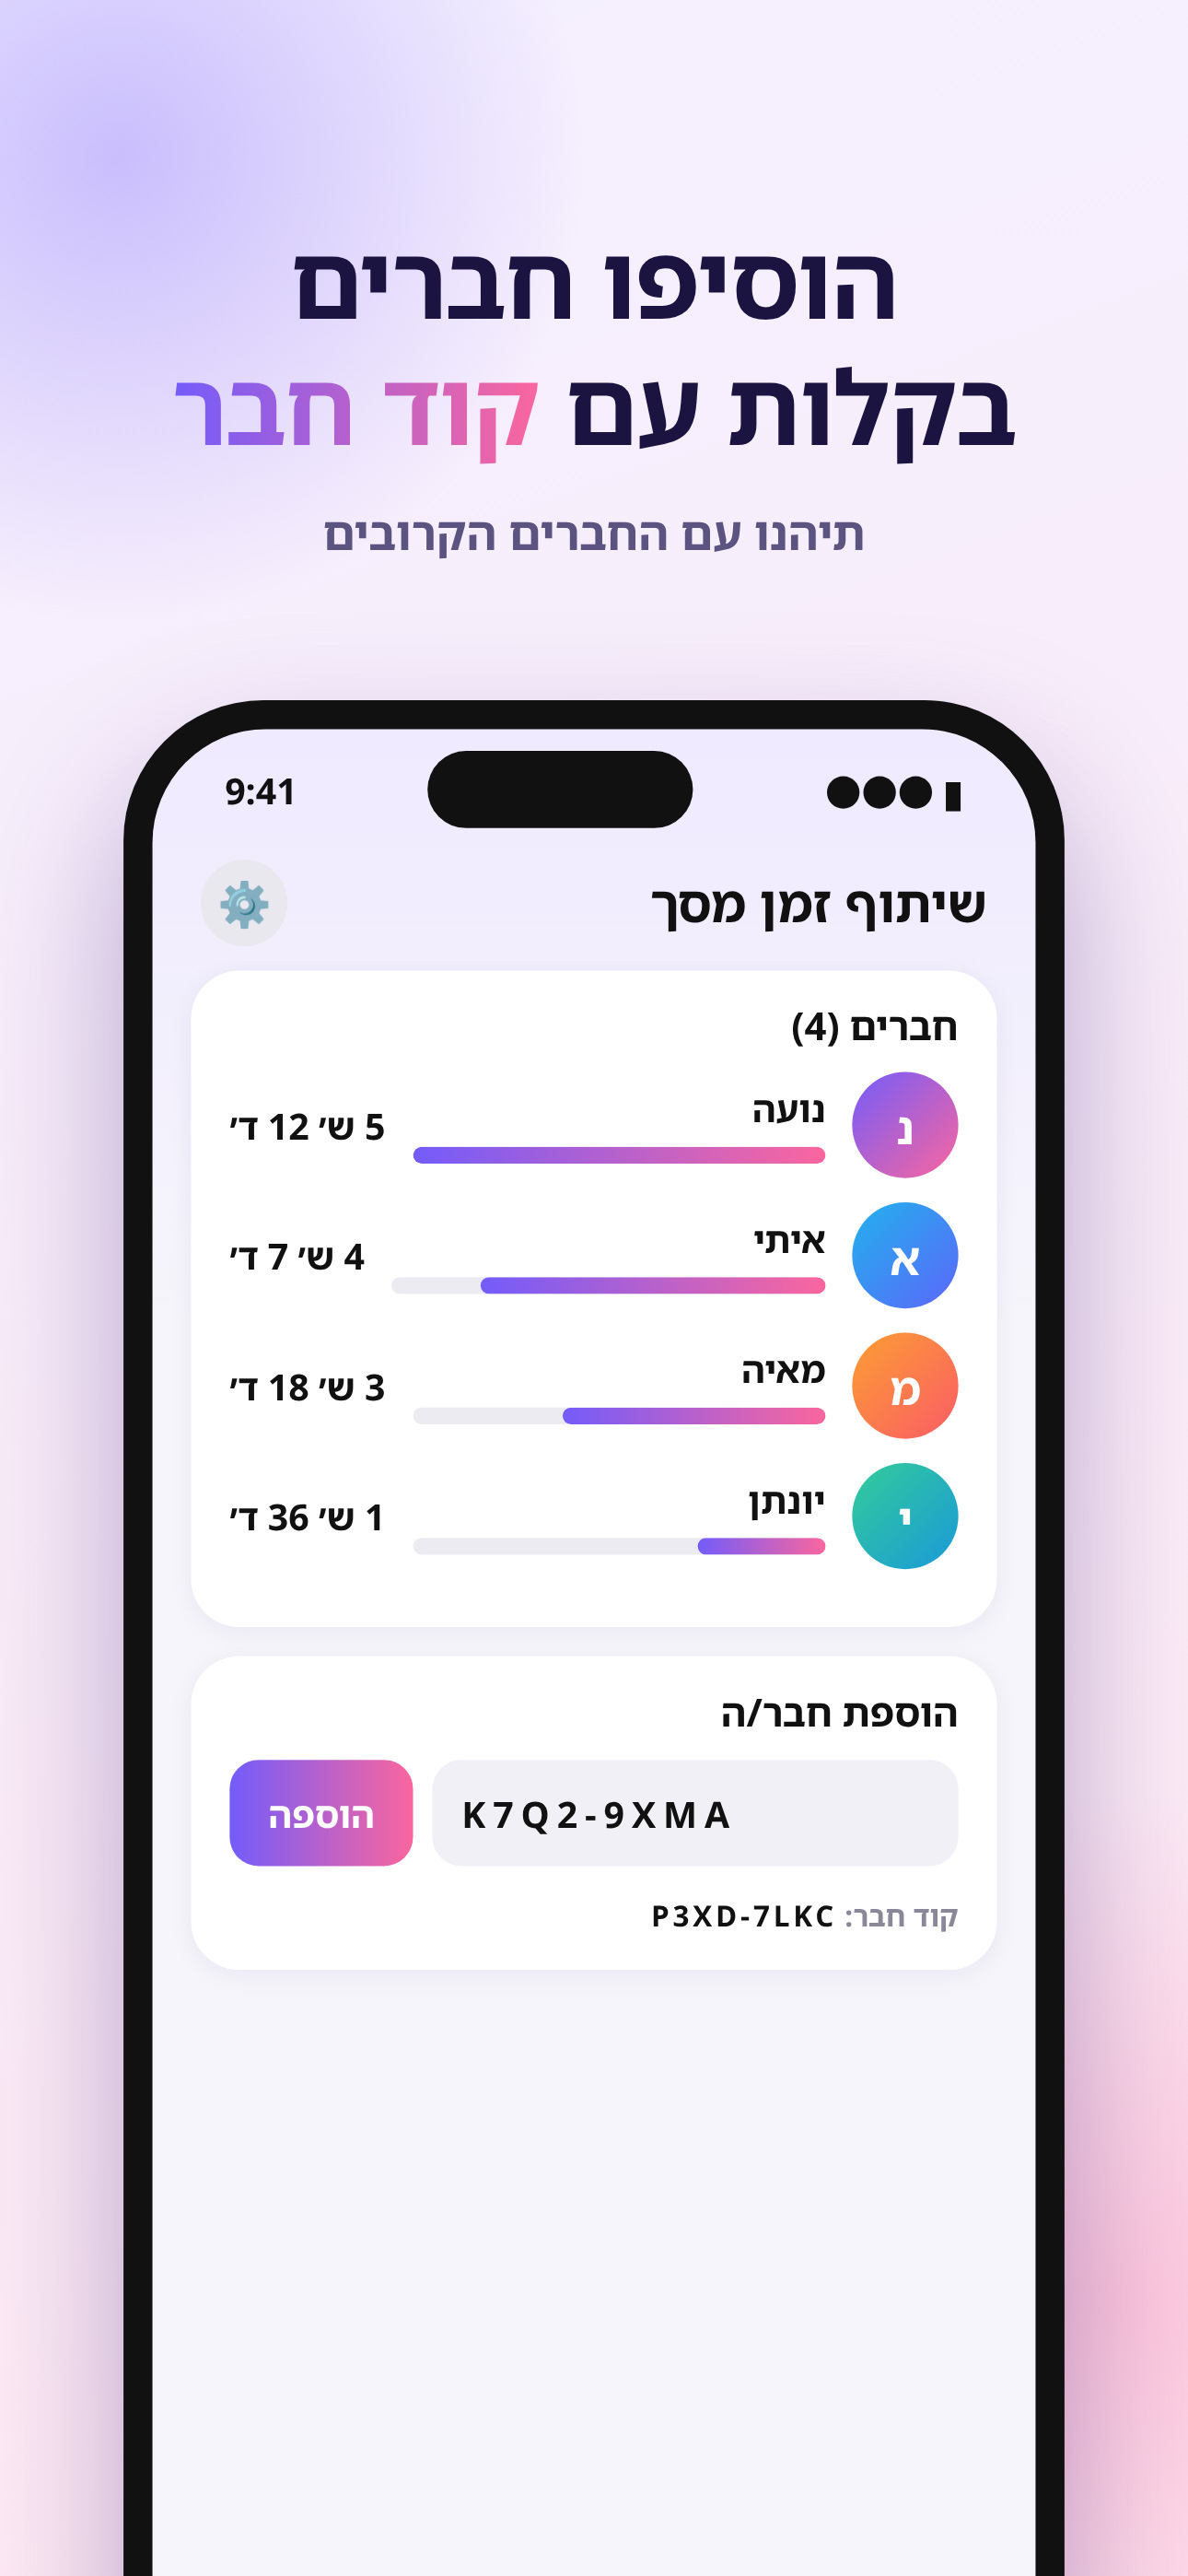 הוסיפו חברים
בקלות עם קוד חבר
תיהנו עם החברים הקרובים
9:41
שיתוף זמן מסך
חברים (4)
נ
נועה
5 ש׳ 12 ד׳
א
איתי
4 ש׳ 7 ד׳
מ
מאיה
3 ש׳ 18 ד׳
י
יונתן
1 ש׳ 36 ד׳
הוספת חבר/ה
K7Q2-9XMA
הוספה
קוד חבר: P3XD-7LKC